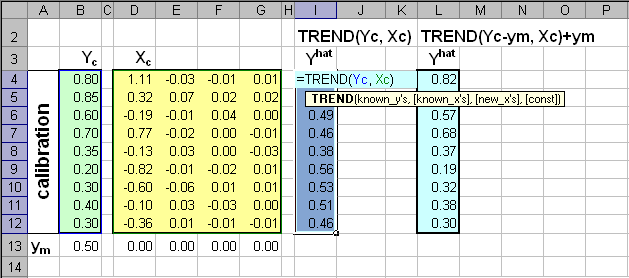 A B C D E F G H I J K L M N O P
2 TREND(Yc, Xc) TREND(Yc-ym, Xc)+ym
3 Yc Xc Yhat Yhat
4 0.80 1.11 -0.03 -0.01 0.01 =TREND(Yc, Xc) 0.82
5 0.85 0.32 0.07 0.02 0.02 TREND(known_y's, [known_x's], [new_x's], [const])
6 0.60 -0.19 -0.01 0.04 0.00 0.49 0.57
7 0.70 0.77 -0.02 0.00 -0.01 0.46 0.68
8 0.35 -0.13 0.03 0.00 -0.03 0.38 0.37
9 0.20 -0.82 -0.01 -0.02 0.01 0.56 0.19
10 0.30 -0.60 -0.06 0.01 0.01 0.53 0.32
11 0.40 -0.10 0.03 -0.03 0.00 0.51 0.38
12 0.30 -0.36 0.01 -0.01 -0.01 0.46 0.30
calibration
13 ym 0.50 0.00 0.00 0.00 0.00
14